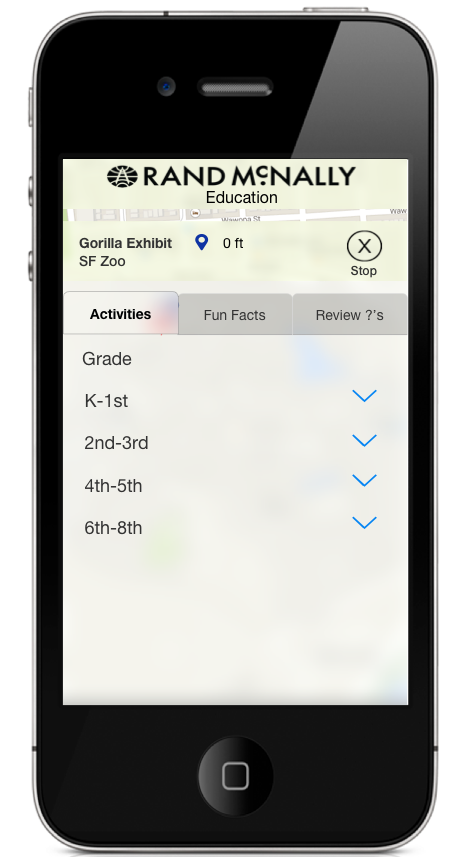 RAND McNALLY
Education
Wawona St
Waw
Gorilla Exhibit
0 ft
X
SF Zoo
Stop
Activities
Fun Facts
Review ?'s
Grade
K-1st
2nd-3rd
4th-5th
6th-8th